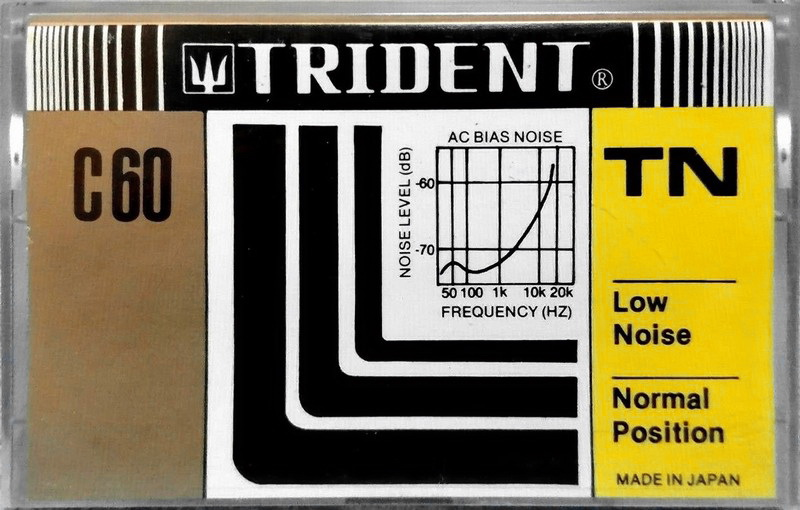 TRIDENT®
C60
TN
AC BIAS NOISE
NOISE LEVEL (dB)
-60
-70
50 100 1k 10k 20k
FREQUENCY (HZ)
Low
Noise
Normal
Position
MADE IN JAPAN